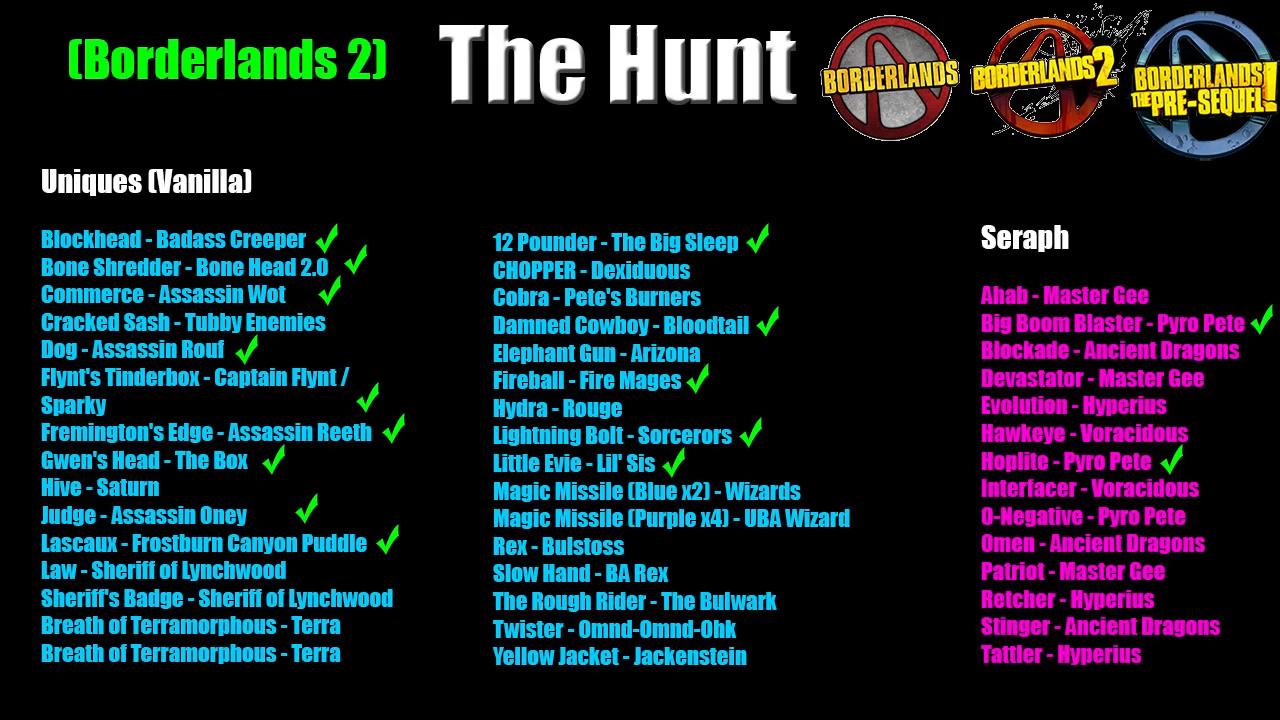 (Borderlands 2)
The Hunt
BORDERLANDS
BORDERLANDS 2
BORDERLANDS
THE PRE-SEQUEL!
Uniques (Vanilla)
Blockhead - Badass Creeper
Bone Shredder - Bone Head 2.0
Commerce - Assassin Wot
Cracked Sash - Tubby Enemies
Dog - Assassin Rouf
Flynt's Tinderbox - Captain Flynt /
Sparky
Fremington's Edge - Assassin Reeth
Gwen's Head - The Box
Hive - Saturn
Judge - Assassin Oney
Lascaux - Frostburn Canyon Puddle
Law - Sheriff of Lynchwood
Sheriff's Badge - Sheriff of Lynchwood
Breath of Terramorphous - Terra
Breath of Terramorphous - Terra
12 Pounder - The Big Sleep
CHOPPER - Dexiduous
Cobra - Pete's Burners
Damned Cowboy - Bloodtail
Elephant Gun - Arizona
Fireball - Fire Mages
Hydra - Rouge
Lightning Bolt - Sorcerors
Little Evie - Lil' Sis
Magic Missile (Blue x2) - Wizards
Magic Missile (Purple x4) - UBA Wizard
Rex - Bulstoss
Slow Hand - BA Rex
The Rough Rider - The Bulwark
Twister - Omnd-Omnd-Ohk
Yellow Jacket - Jackenstein
Seraph
Ahab - Master Gee
Big Boom Blaster - Pyro Pete
Blockade - Ancient Dragons
Devastator - Master Gee
Evolution - Hyperius
Hawkeye - Voracidous
Hoplite - Pyro Pete
Interfacer - Voracidous
O-Negative - Pyro Pete
Omen - Ancient Dragons
Patriot - Master Gee
Retcher - Hyperius
Stinger - Ancient Dragons
Tattler - Hyperius